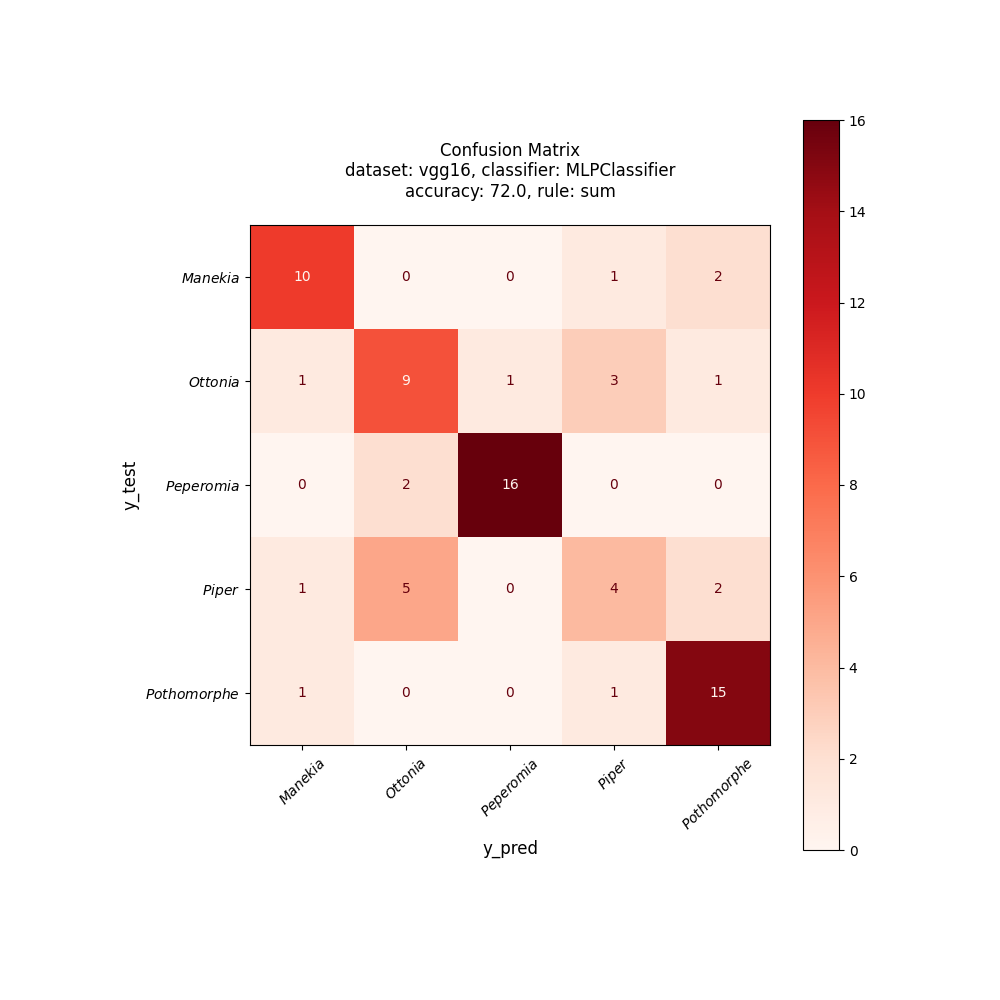 Confusion Matrix
dataset: vgg16, classifier: MLPClassifier
accuracy: 72.0, rule: sum
16
14
12
10
8
6
4
2
0
y_test
Manekia 10 0 0 1 2
Ottonia 1 9 1 3 1
Peperomia 0 2 16 0 0
Piper 1 5 0 4 2
Pothomorphe 1 0 0 1 15
Manekia Ottonia Peperomia Piper Pothomorphe
y_pred